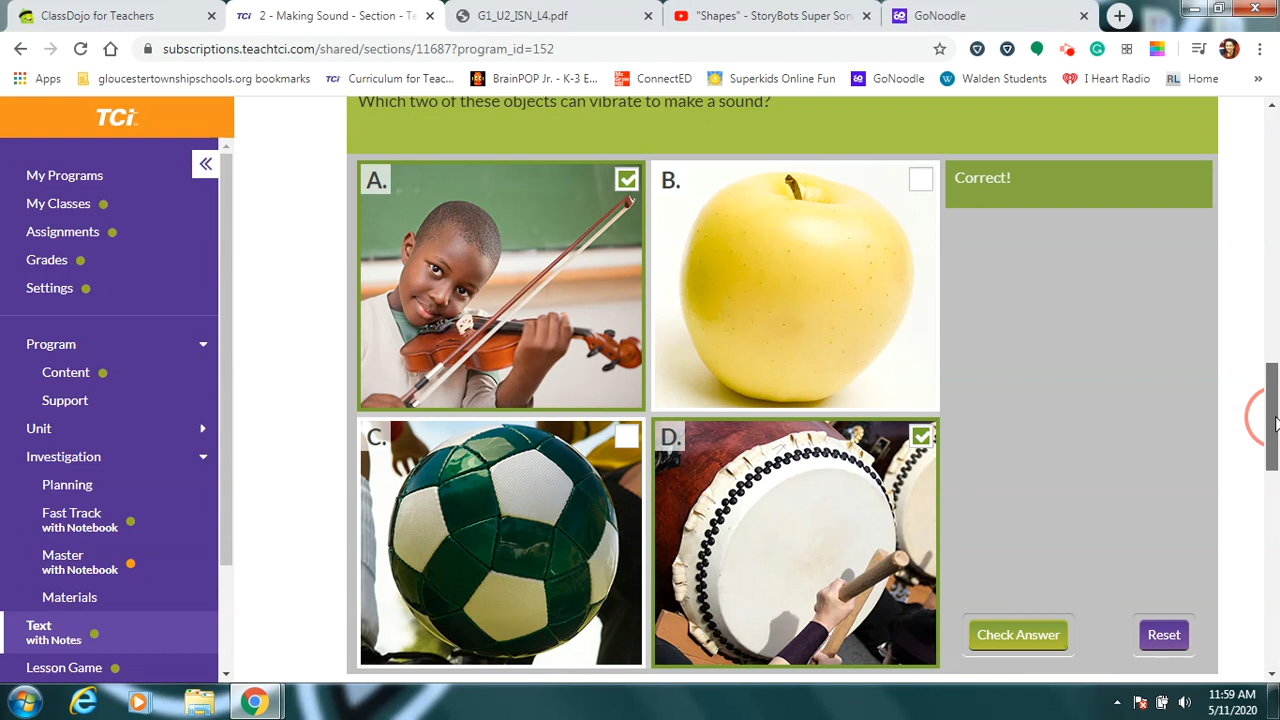 ClassDojo for Teachers
TCi 2 - Making Sound - Section - Te
G1_U2_ISN_L4.pdf
"Shapes" - StoryBots Super Son
GoNoodle
subscriptions.teachtci.com/shared/sections/11687?program_id=152
Apps
gloucestertownshipschools.org bookmarks
TCi Curriculum for Teac...
BrainPOP Jr. - K-3 E...
ConnectED
Superkids Online Fun
GoNoodle
Walden Students
I Heart Radio
RL Home
TCi
My Programs
My Classes
Assignments
Grades
Settings
Program
Content
Support
Unit
Investigation
Planning
Fast Track
with Notebook
Master
with Notebook
Materials
Text
with Notes
Lesson Game
Which two of these objects can vibrate to make a sound?
A.
B.
Correct!
C.
D.
Check Answer
Reset
11:59 AM
5/11/2020